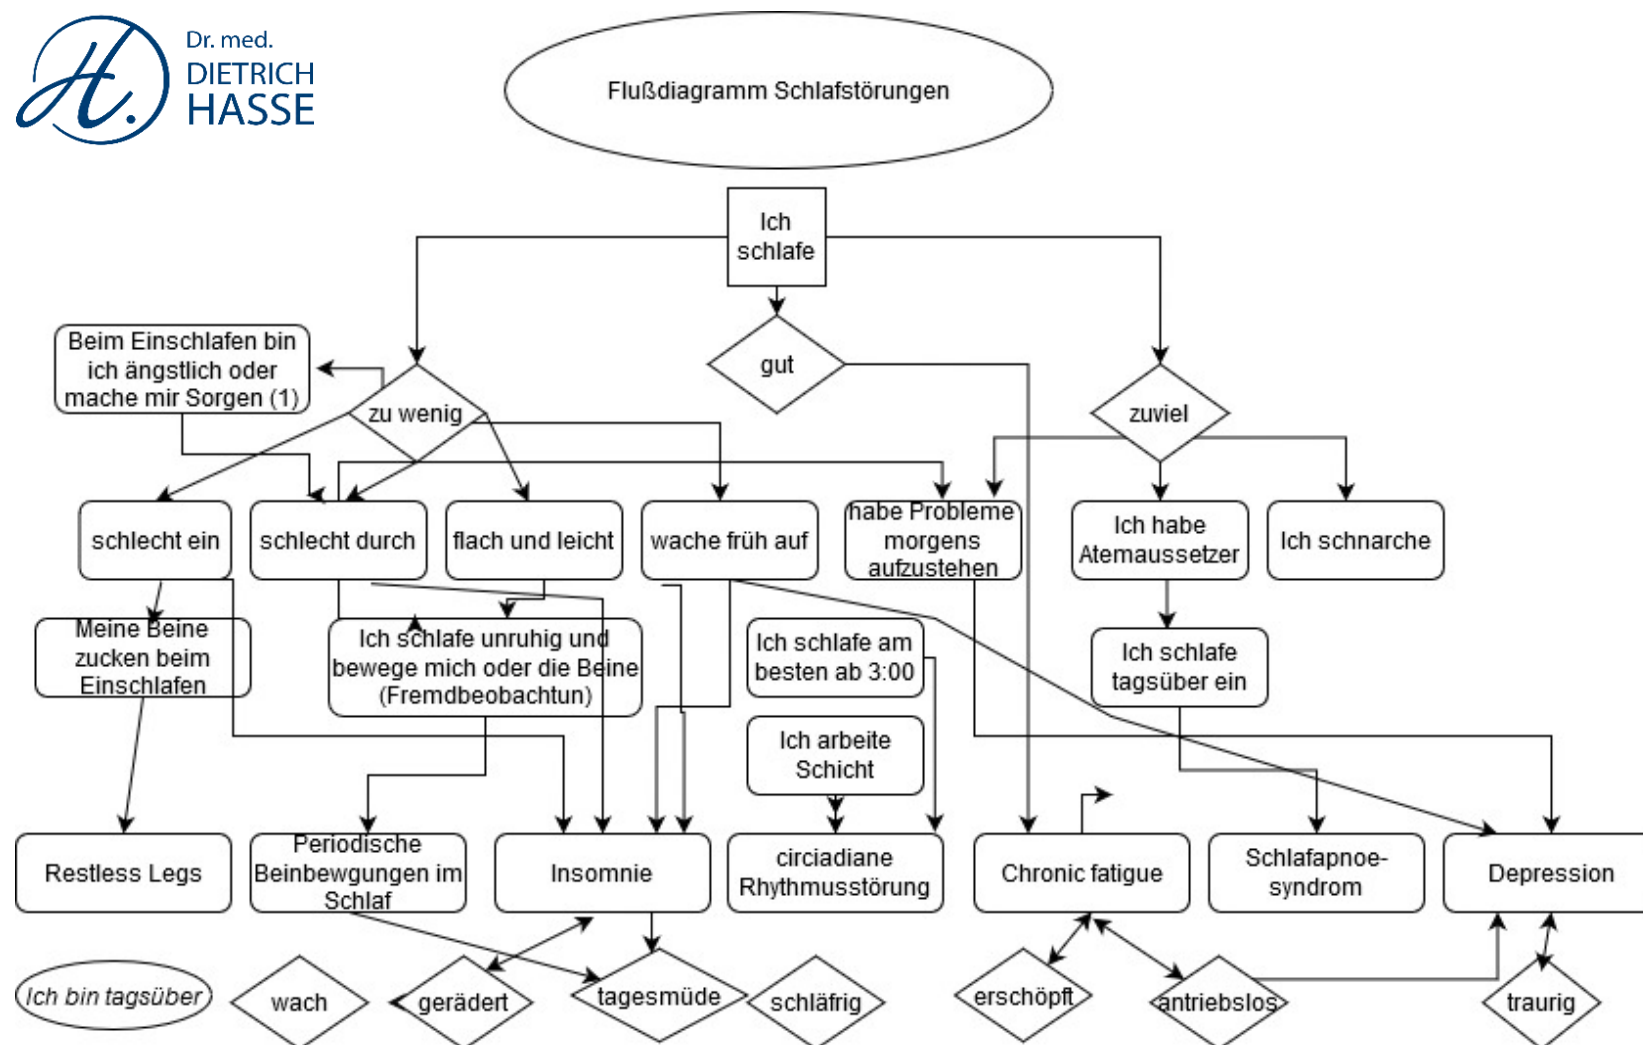 Dr. med.
DIETRICH
HASSE
Flußdiagramm Schlafstörungen
Ich
schlafe
gut
Beim Einschlafen bin
ich ängstlich oder
mache mir Sorgen (1)
zu wenig
zuviel
schlecht ein
schlecht durch
flach und leicht
wache früh auf
habe Probleme
morgens
aufzustehen
Ich habe
Atemaussetzer
Ich schnarche
Meine Beine
zucken beim
Einschlafen
Ich schlafe unruhig und
bewege mich oder die Beine
(Fremdbeobachtun)
Ich schlafe am
besten ab 3:00
Ich schlafe
tagsüber ein
Ich arbeite
Schicht
Restless Legs
Periodische
Beinbewgungen im
Schlaf
Insomnie
circiadiane
Rhythmusstörung
Chronic fatigue
Schlafapnoe-
syndrom
Depression
Ich bin tagsüber
wach
gerädert
tagesmüde
schläfrig
erschöpft
antriebslos
traurig